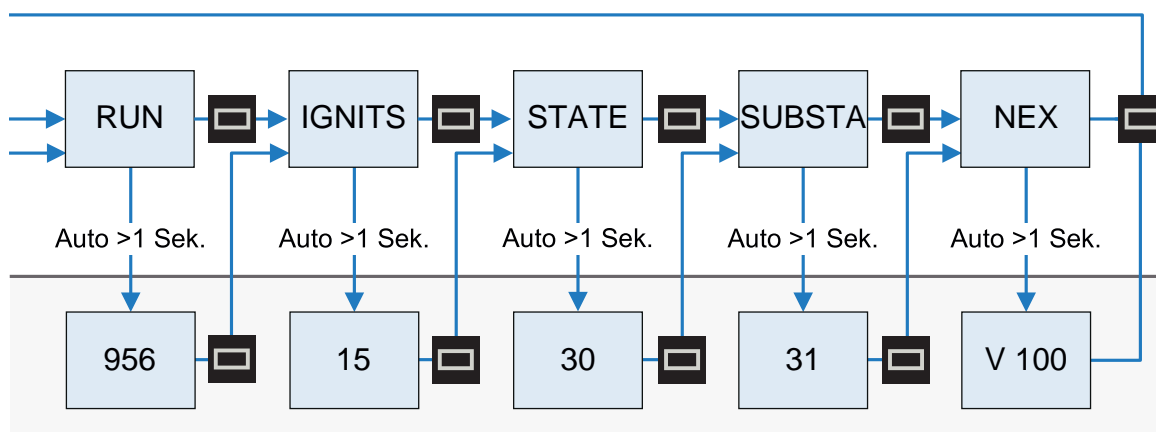 RUN
IGNITS
STATE
SUBSTA
NEX
Auto >1 Sek.
Auto >1 Sek.
Auto >1 Sek.
Auto >1 Sek.
Auto >1 Sek.
956
15
30
31
V 100